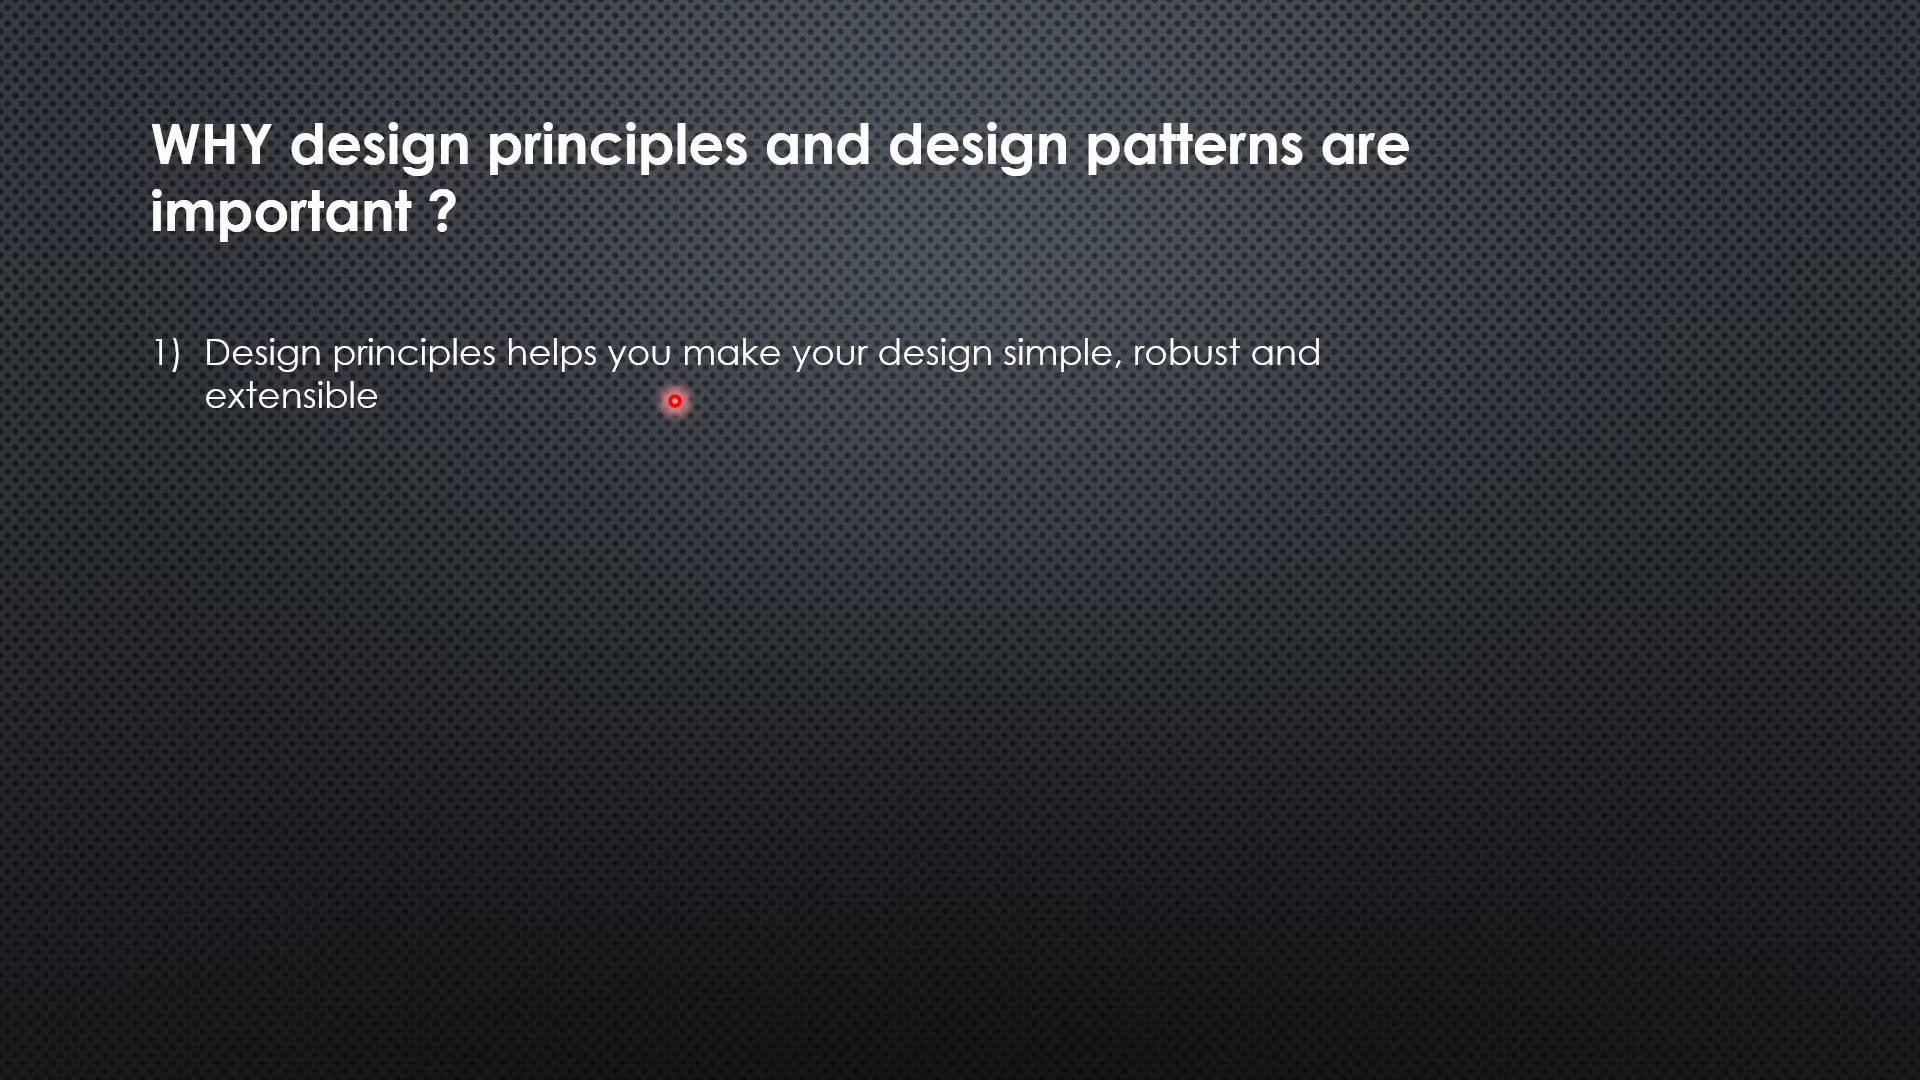 WHY design principles and design patterns are
important ?
1) Design principles helps you make your design simple, robust and
extensible